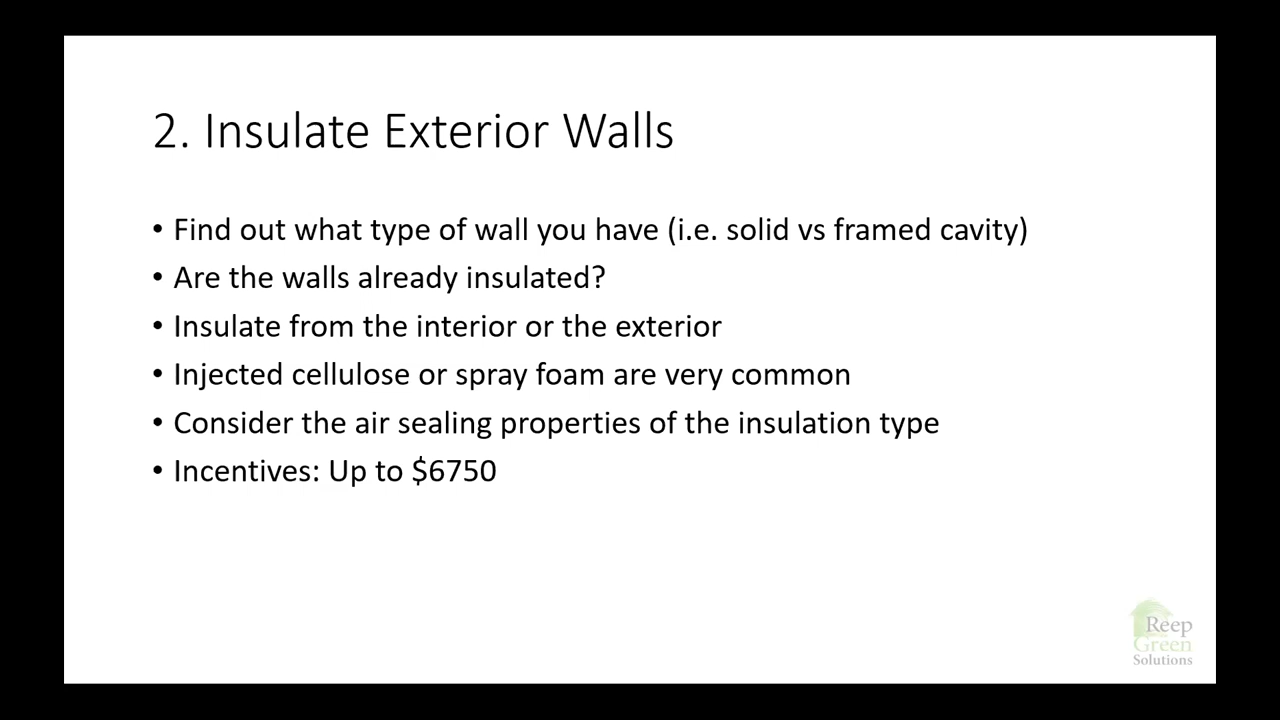 2. Insulate Exterior Walls
• Find out what type of wall you have (i.e. solid vs framed cavity)
• Are the walls already insulated?
• Insulate from the interior or the exterior
• Injected cellulose or spray foam are very common
• Consider the air sealing properties of the insulation type
• Incentives: Up to $6750
Reep
Green
Solutions